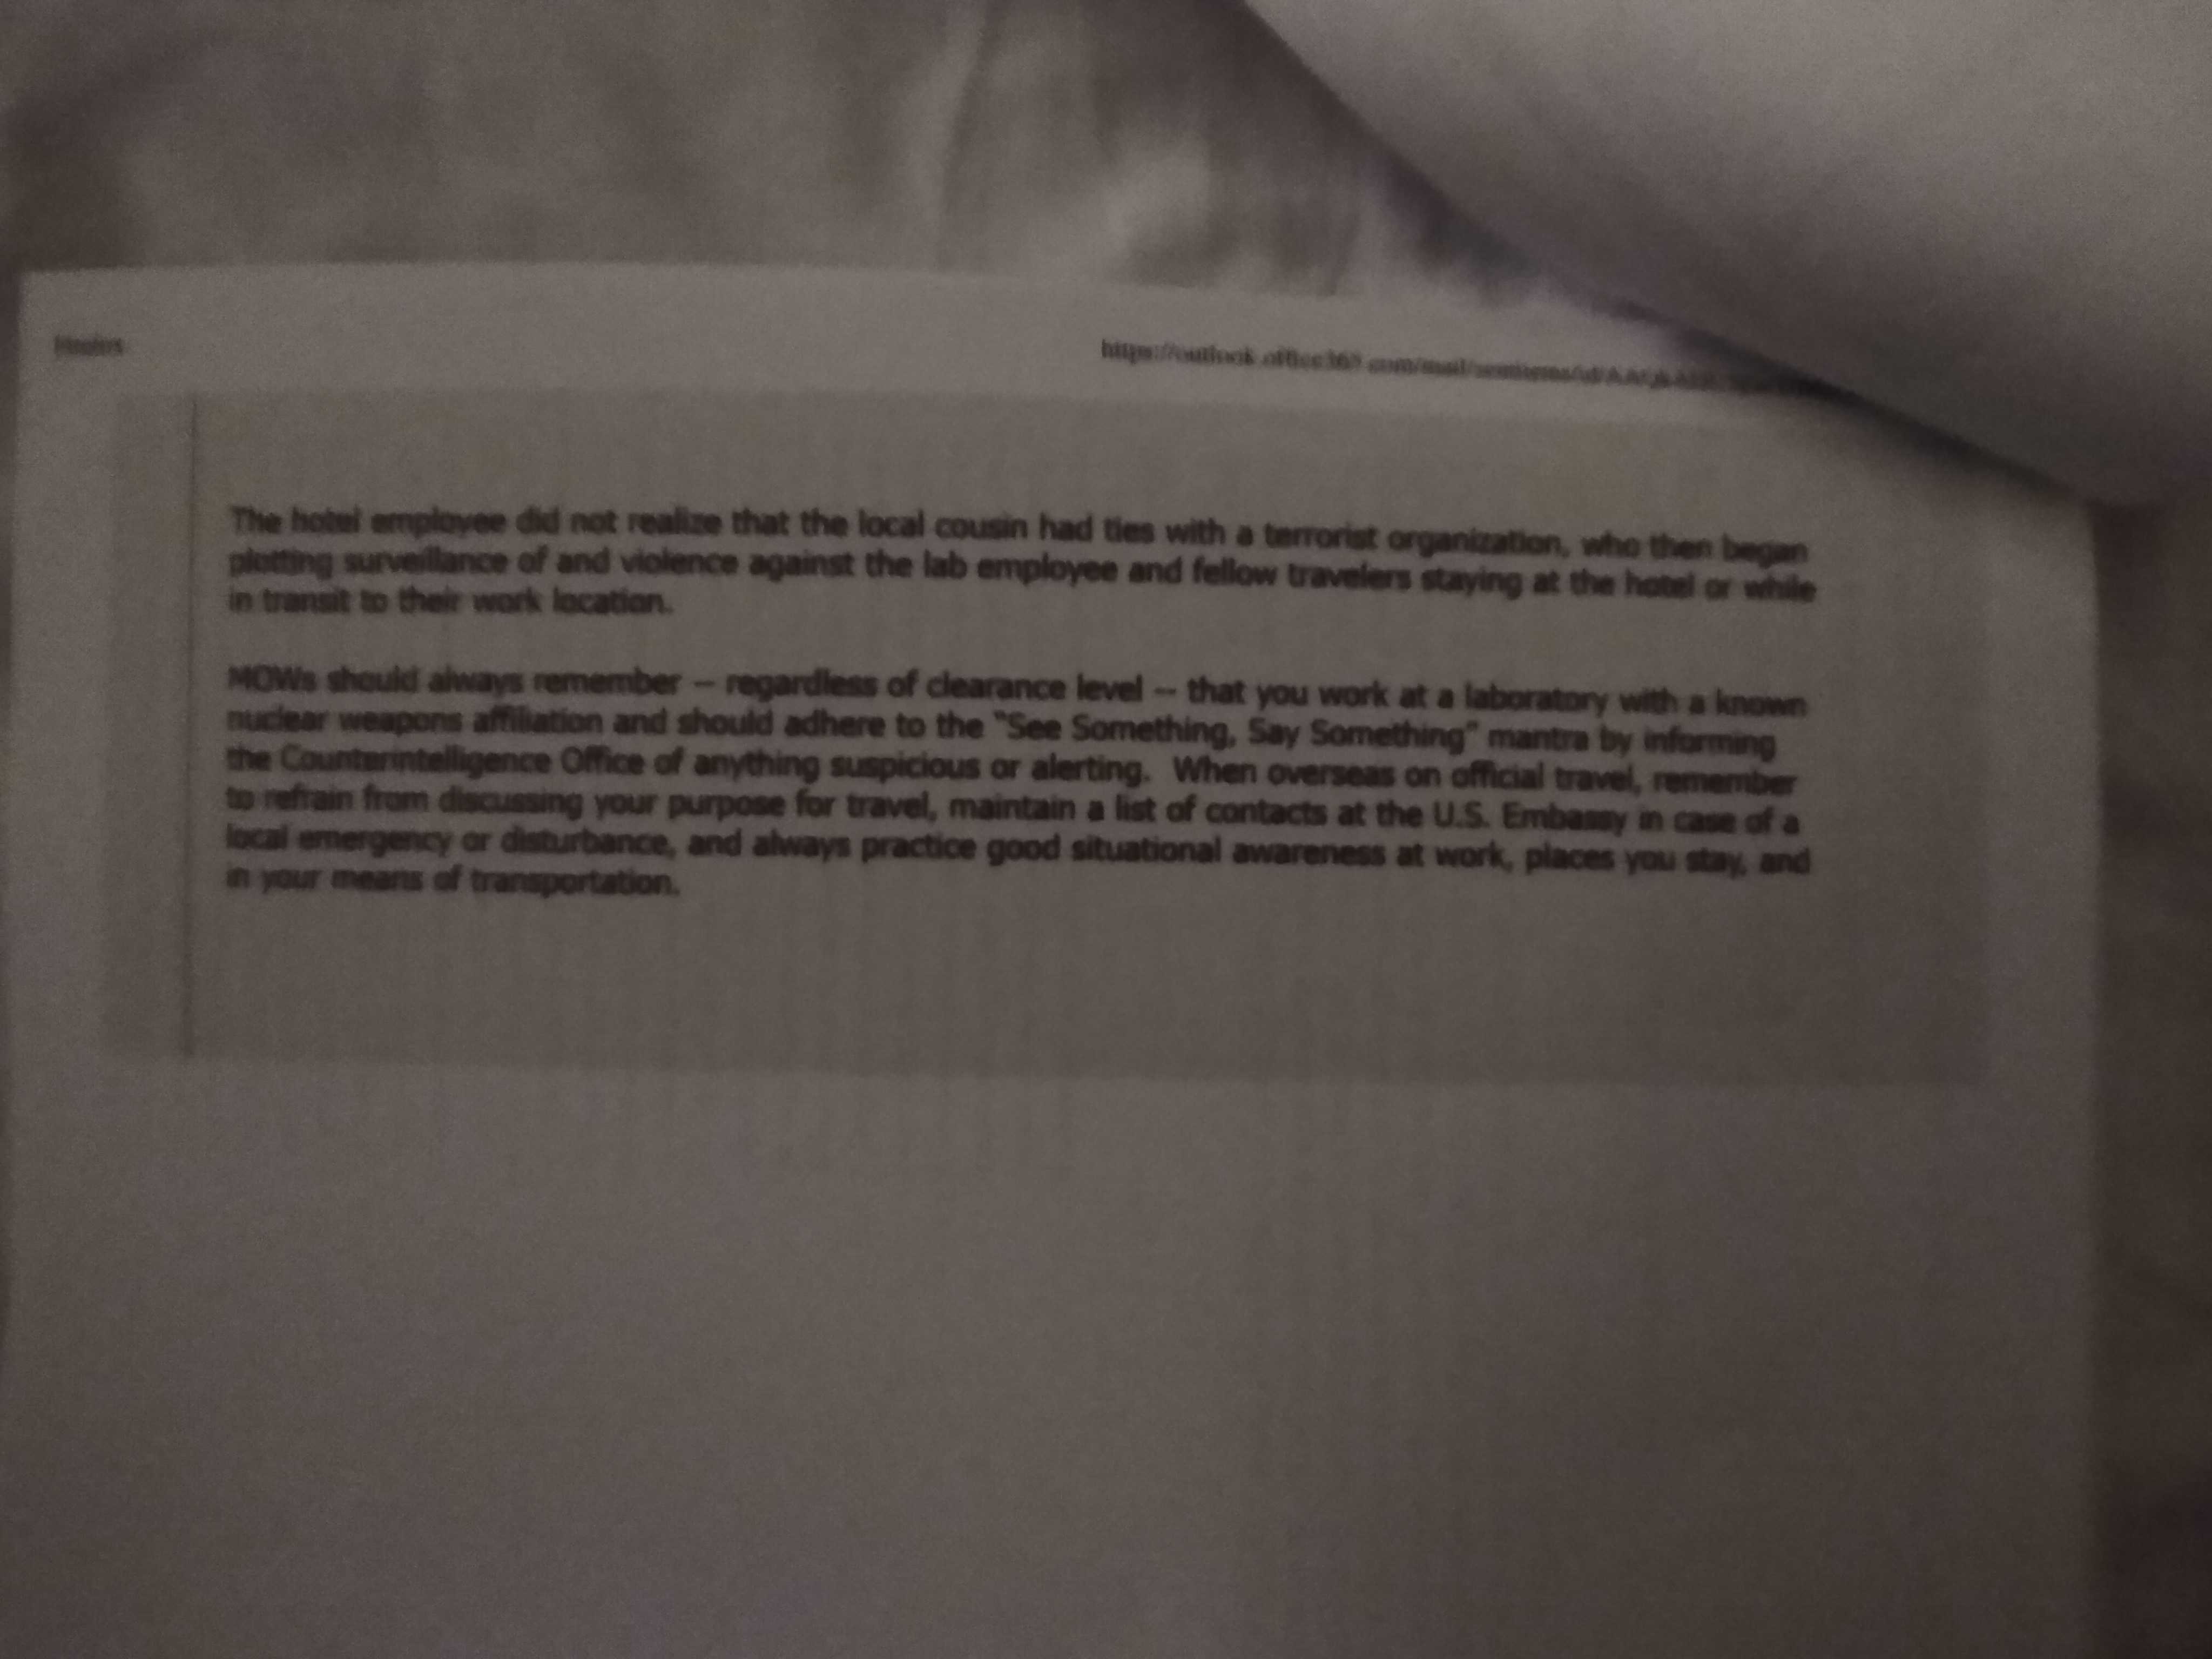 https://outlook.office365.com/mail/sentitems/id/
The hotel employee did not realize that the local cousin had ties with a terrorist organization, who then began
plotting surveillance of and violence against the lab employee and fellow travelers staying at the hotel or while
in transit to their work location.
MOWs should always remember – regardless of clearance level -- that you work at a laboratory with a known
nuclear weapons affiliation and should adhere to the “See Something, Say Something” mantra by informing
the Counterintelligence Office of anything suspicious or alerting. When overseas on official travel, remember
to refrain from discussing your purpose for travel, maintain a list of contacts at the U.S. Embassy in case of a
local emergency or disturbance, and always practice good situational awareness at work, places you stay, and
in your means of transportation.